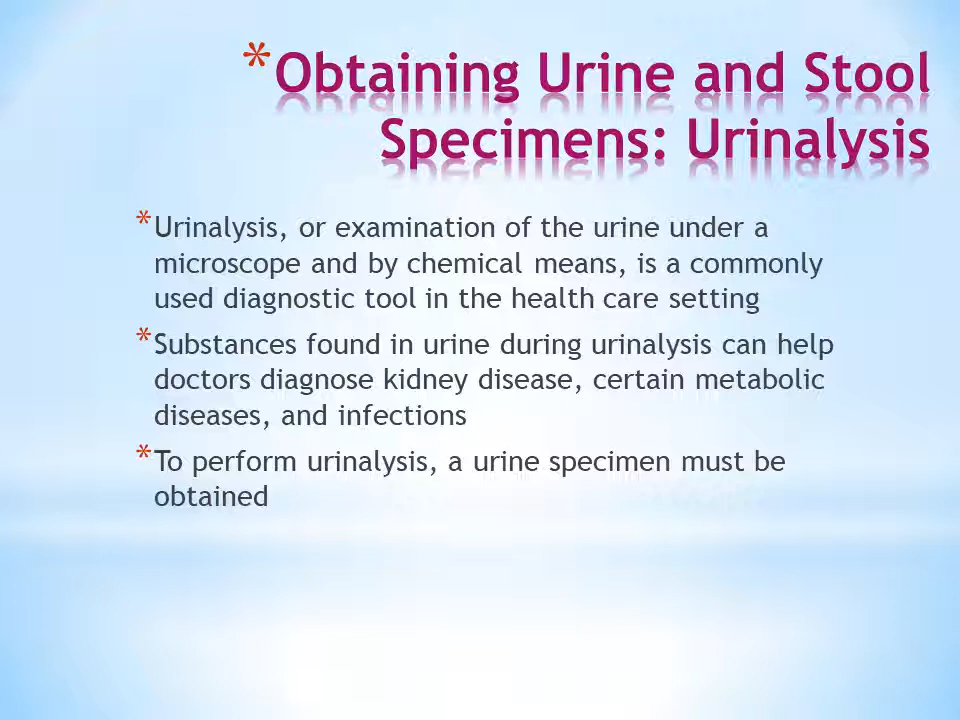 *Obtaining Urine and Stool
Specimens: Urinalysis
*Urinalysis, or examination of the urine under a
microscope and by chemical means, is a commonly
used diagnostic tool in the health care setting
*Substances found in urine during urinalysis can help
doctors diagnose kidney disease, certain metabolic
diseases, and infections
*To perform urinalysis, a urine specimen must be
obtained